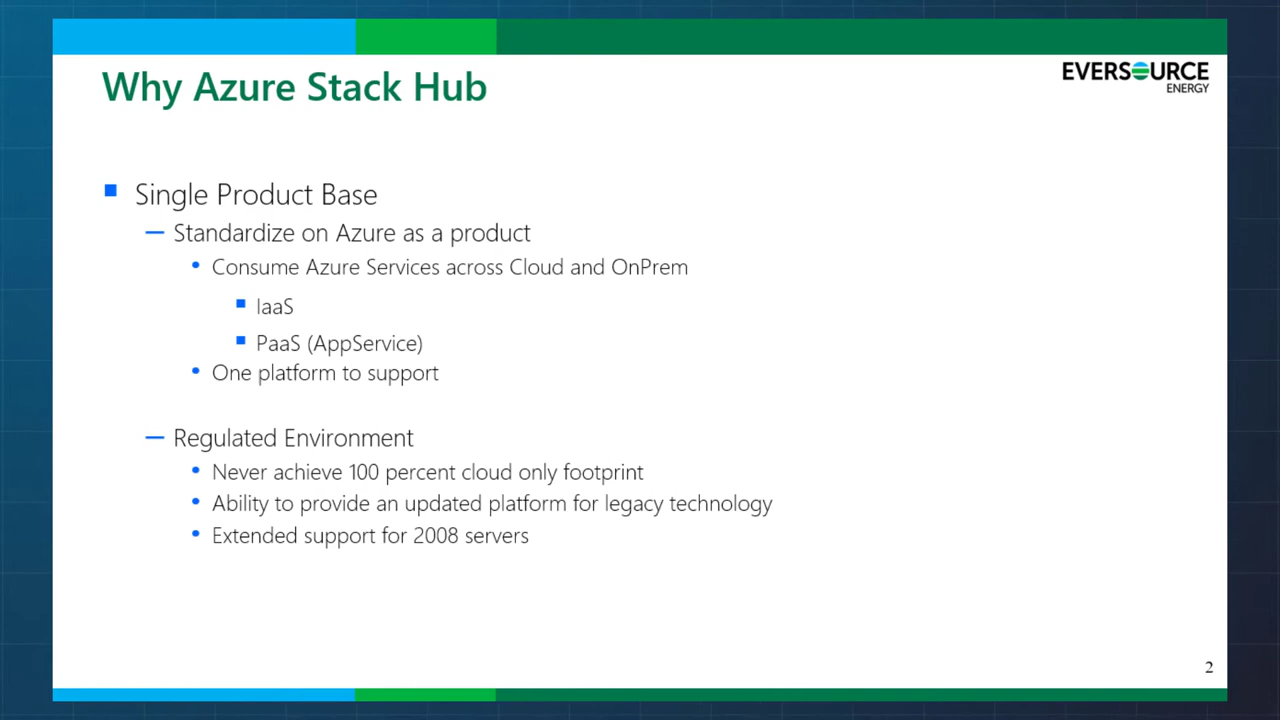 Why Azure Stack Hub
EVERSOURCE
ENERGY
Single Product Base
Standardize on Azure as a product
Consume Azure Services across Cloud and OnPrem
IaaS
PaaS (AppService)
One platform to support
Regulated Environment
Never achieve 100 percent cloud only footprint
Ability to provide an updated platform for legacy technology
Extended support for 2008 servers
2